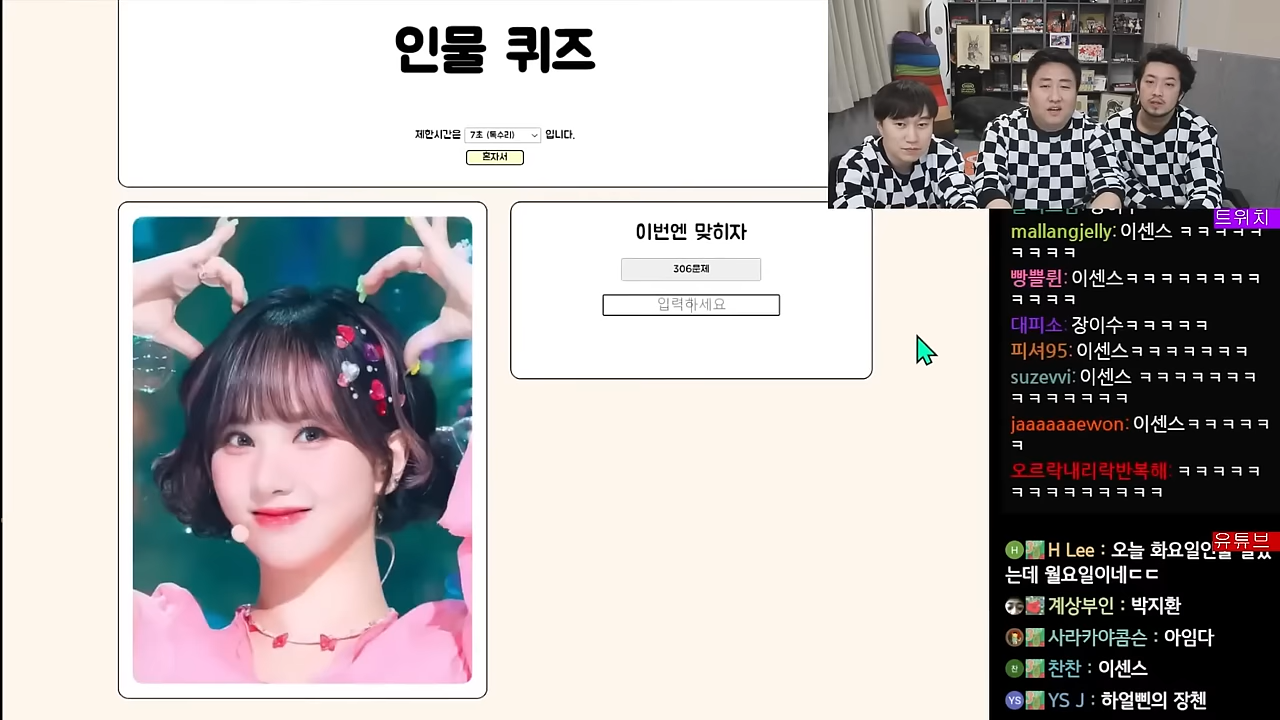 인물 퀴즈
제한시간은 7초 (독수리) 입니다.
혼자서
이번엔 맞히자
306문제
입력하세요
트위치
mallangjelly: 이센스 ㅋㅋㅋㅋㅋ
ㅋㅋㅋㅋ
빵쁠륀: 이센스ㅋㅋㅋㅋㅋㅋㅋㅋ
ㅋㅋㅋㅋ
대피소: 장이수ㅋㅋㅋㅋㅋ
피셔95: 이센스ㅋㅋㅋㅋㅋㅋㅋ
suzevvi: 이센스 ㅋㅋㅋㅋㅋㅋㅋ
ㅋㅋㅋㅋㅋㅋㅋ
jaaaaaaewon: 이센스ㅋㅋㅋㅋㅋ
ㅋ
오르락내리락반복해: ㅋㅋㅋㅋㅋ
ㅋㅋㅋㅋㅋㅋㅋㅋㅋ
유튜브
H Lee : 오늘 화요일인줄
는데 월요일이네ㄷㄷ
계상부인 : 박지환
사라카야콤슨 : 아임다
찬찬 : 이센스
YS J : 하얼삔의 장첸